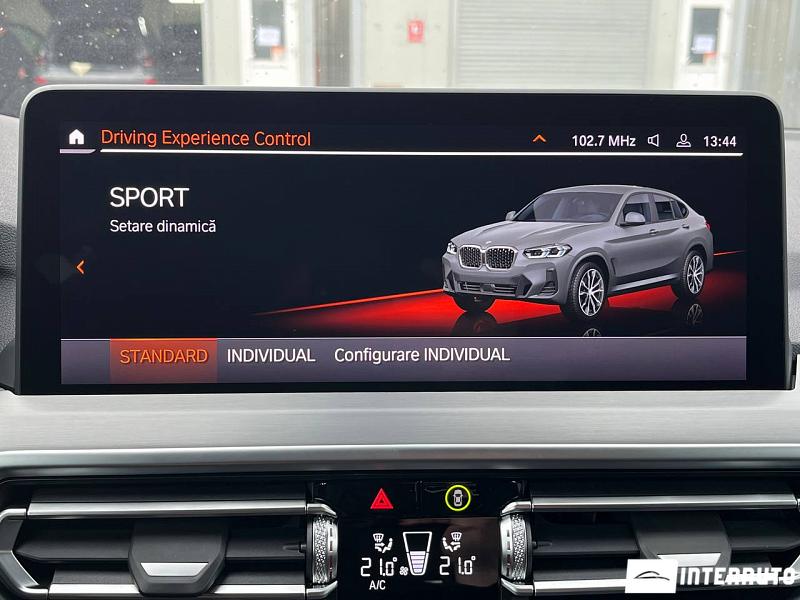 Driving Experience Control
102.7 MHz
13:44
SPORT
Setare dinamică
STANDARD INDIVIDUAL Configurare INDIVIDUAL
21.0° 21.0°
A/C
INTERAUTO